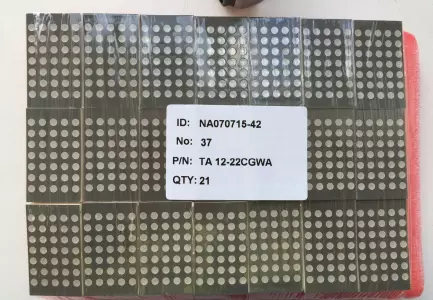 ID: NA070715-42
No: 37
P/N: TA 12-22CGWA
QTY: 21